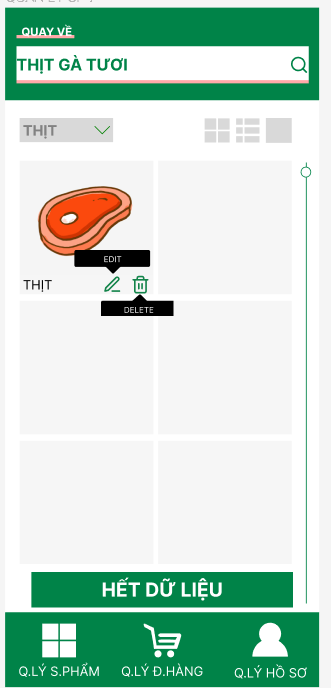 QUAY VỀ
THỊT GÀ TƯƠI
THỊT
EDIT
THỊT
DELETE
HẾT DỮ LIỆU
Q.LÝ S.PHẨM
Q.LÝ Đ.HÀNG
Q.LÝ HỒ SƠ